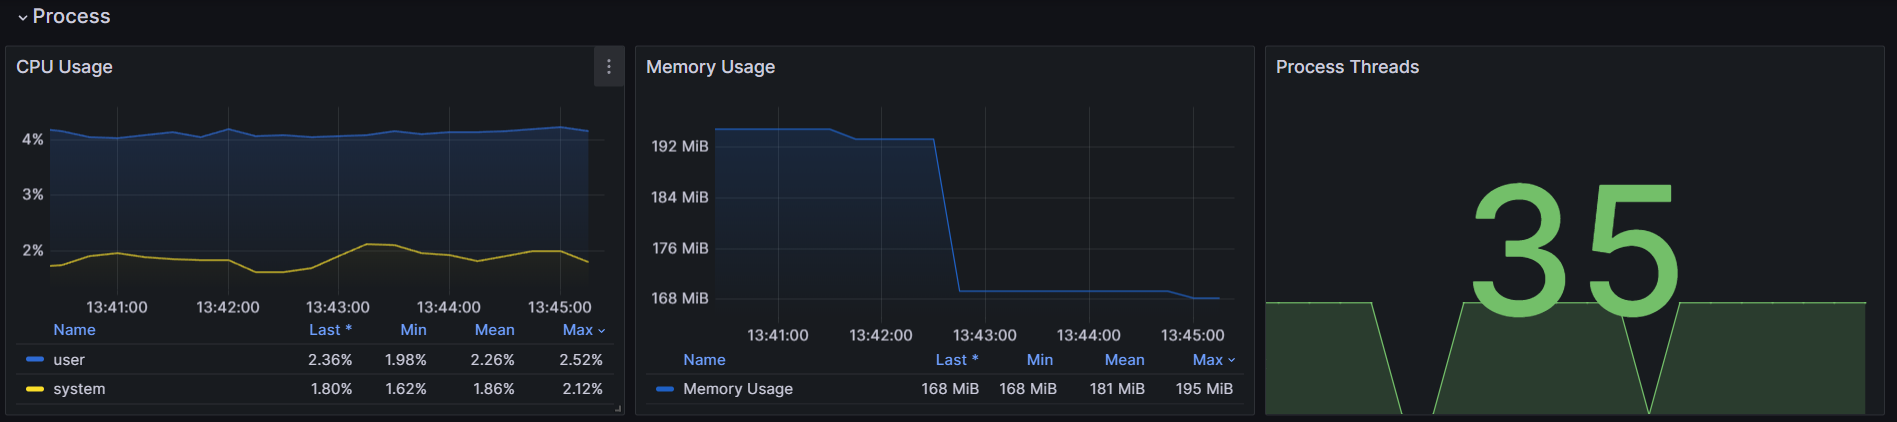 Process
CPU Usage
4%
3%
2%
13:41:00 13:42:00 13:43:00 13:44:00 13:45:00
Name Last * Min Mean Max
user 2.36% 1.98% 2.26% 2.52%
system 1.80% 1.62% 1.86% 2.12%
Memory Usage
192 MiB
184 MiB
176 MiB
168 MiB
13:41:00 13:42:00 13:43:00 13:44:00 13:45:00
Name Last * Min Mean Max
Memory Usage 168 MiB 168 MiB 181 MiB 195 MiB
Process Threads
35